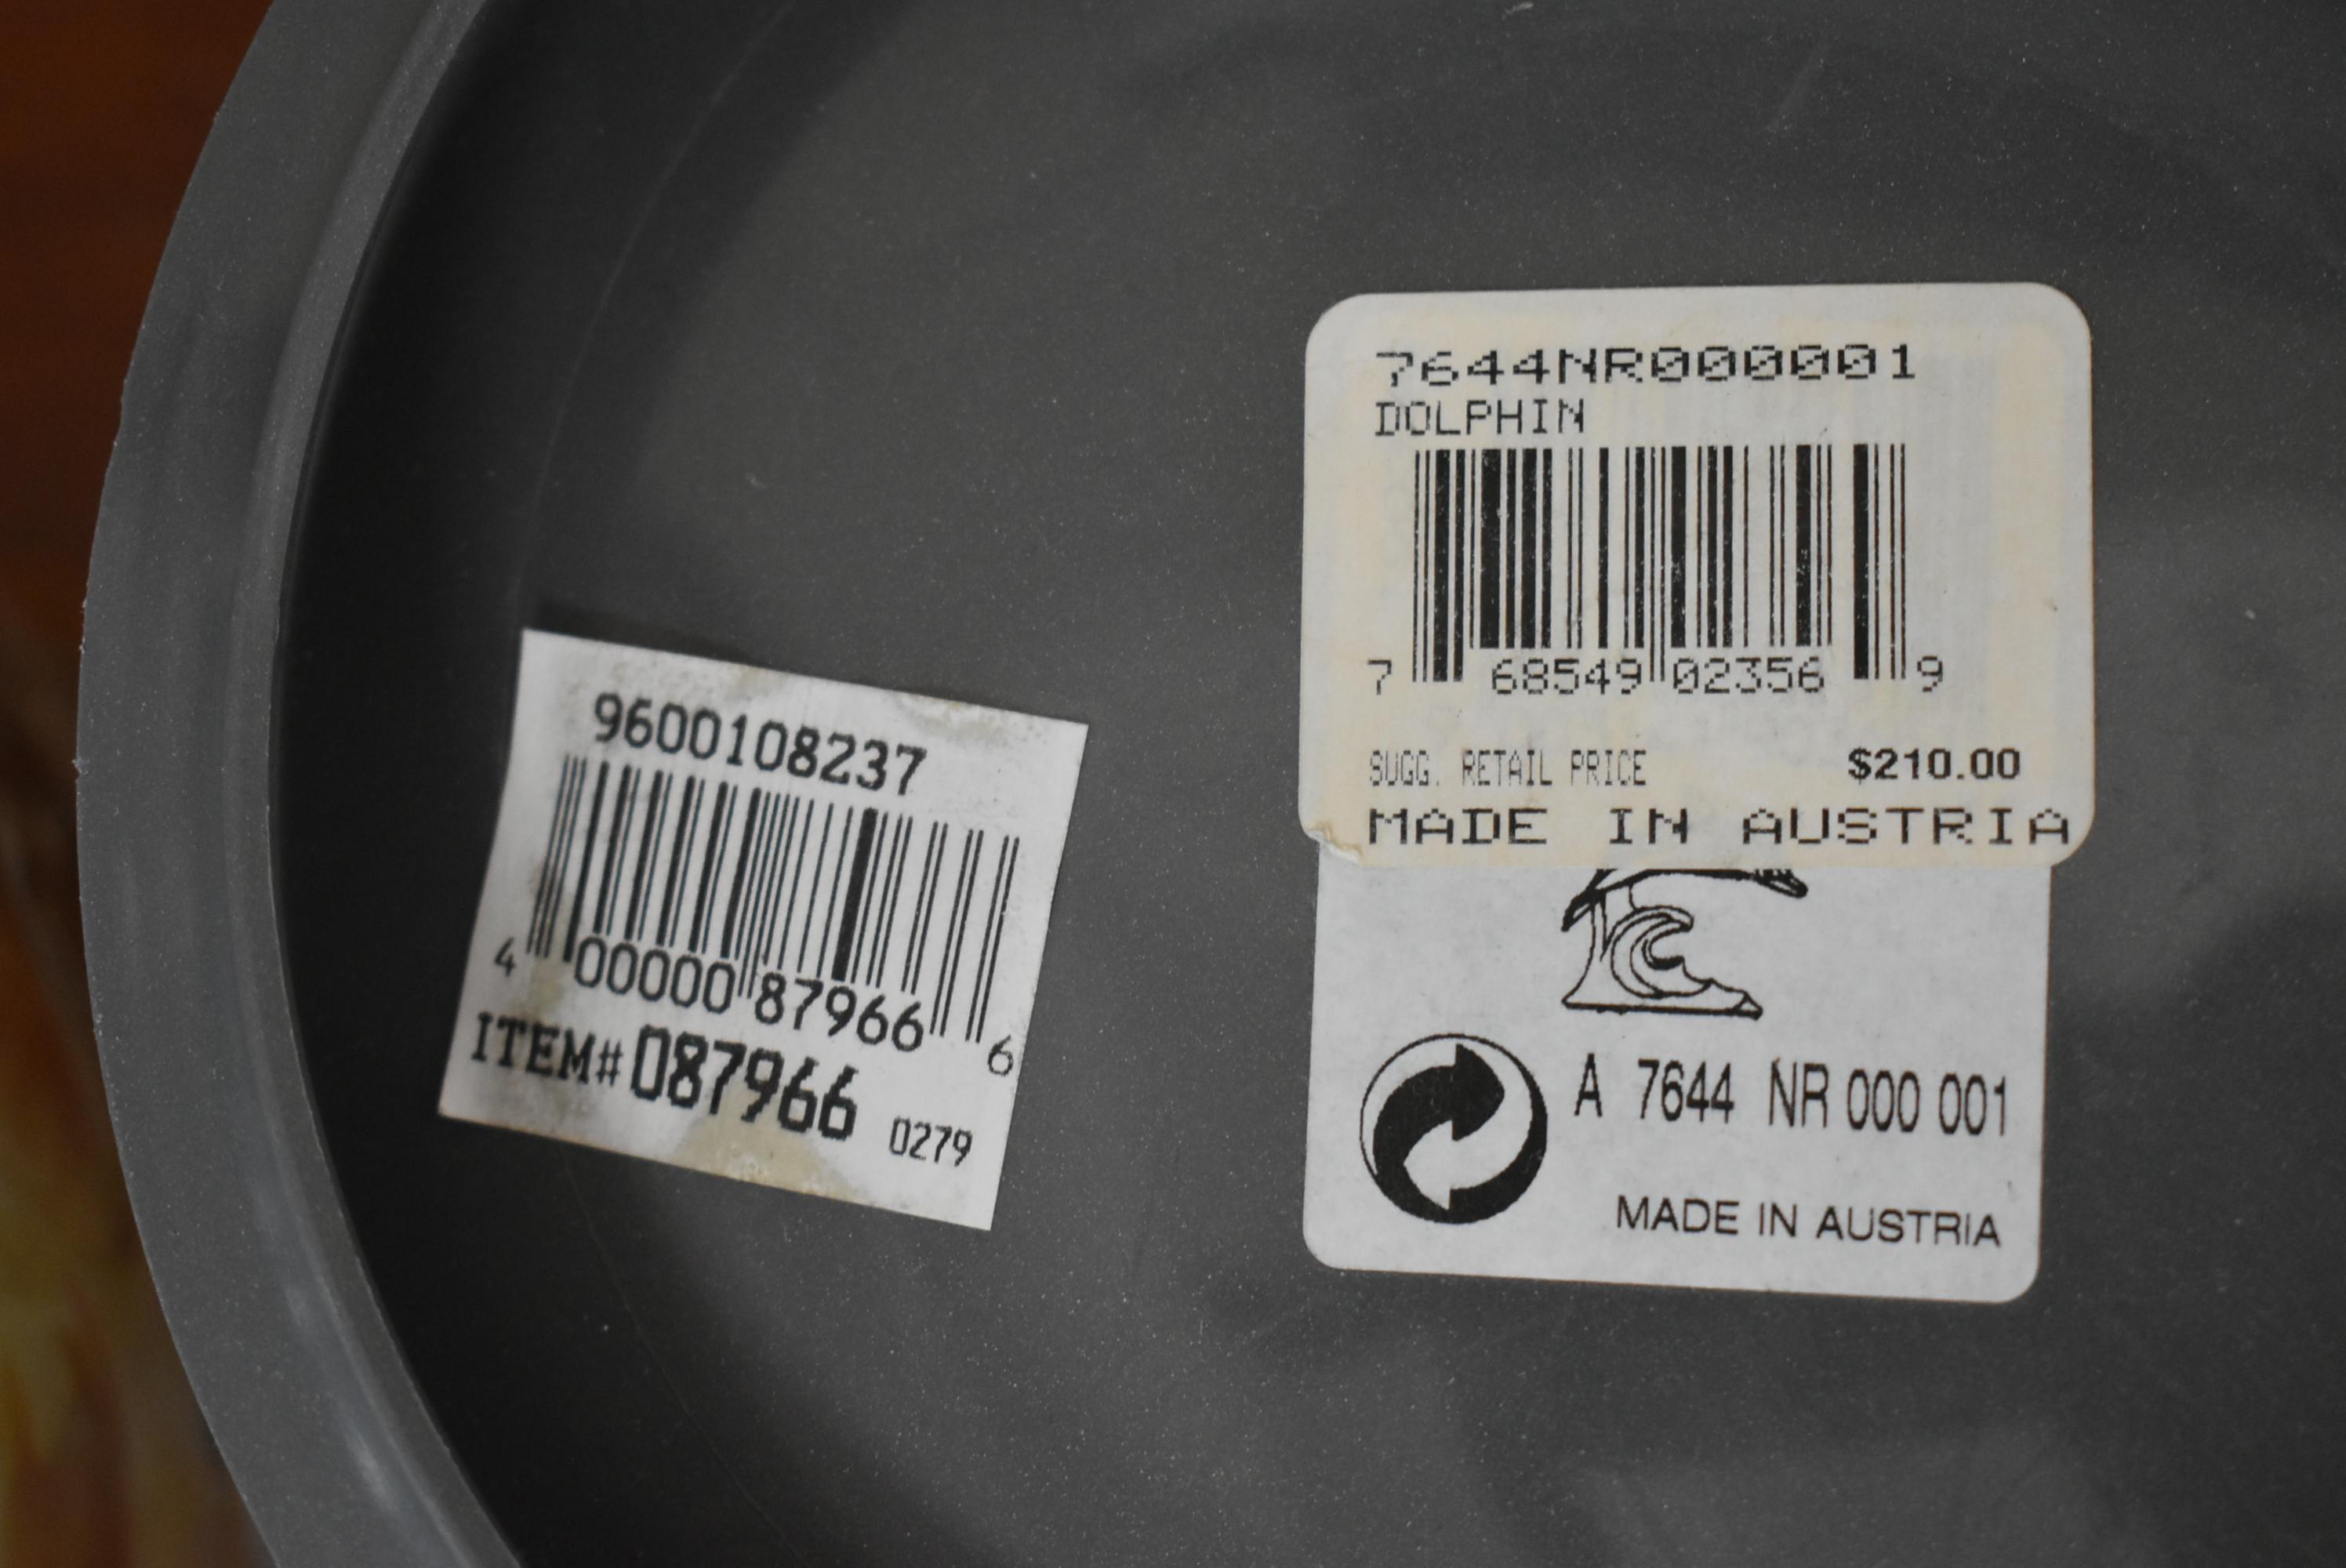 9600108237
4 00000 87966 6
ITEM# 087966 0279
7644NR000001
DOLPHIN
7 68549 02356 9
SUGG. RETAIL PRICE $210.00
MADE IN AUSTRIA
A 7644 NR 000 001
MADE IN AUSTRIA